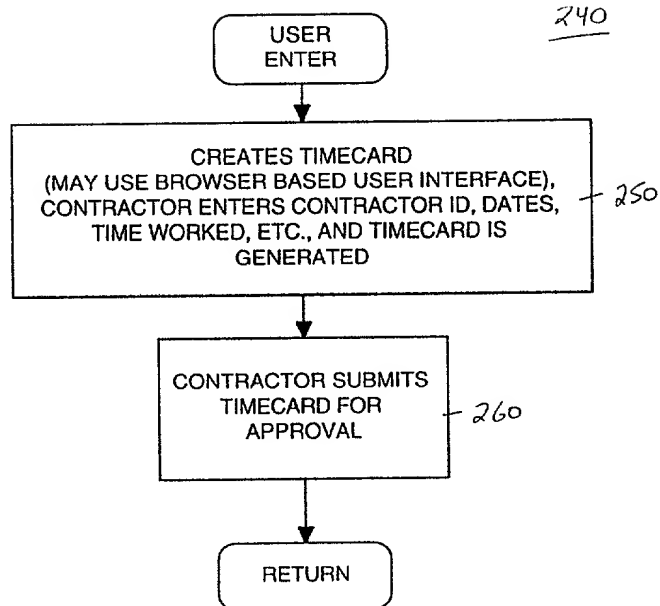 240
USER
ENTER
CREATES TIMECARD
(MAY USE BROWSER BASED USER INTERFACE),
CONTRACTOR ENTERS CONTRACTOR ID, DATES,
TIME WORKED, ETC., AND TIMECARD IS
GENERATED
250
CONTRACTOR SUBMITS
TIMECARD FOR
APPROVAL
260
RETURN